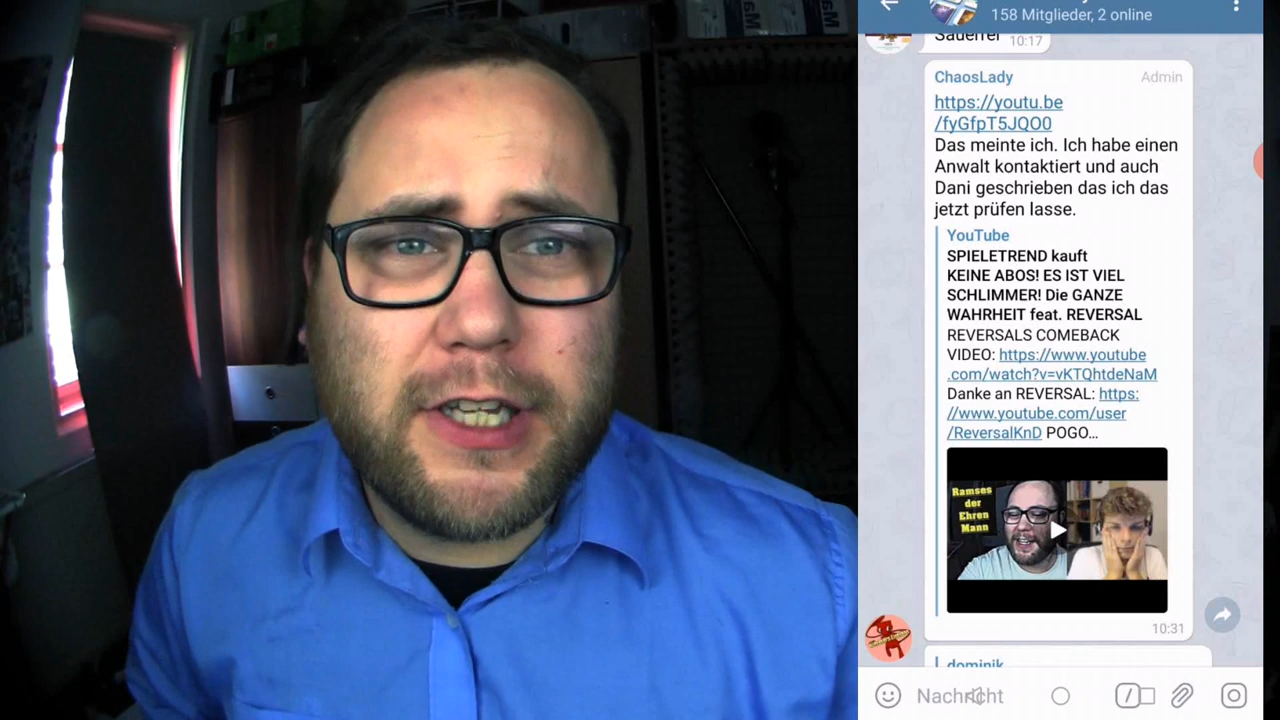 158 Mitglieder, 2 online
Sauerrei
10:17
ChaosLady
Admin
https://youtu.be
/fyGfpT5JQO0
Das meinte ich. Ich habe einen
Anwalt kontaktiert und auch
Dani geschrieben das ich das
jetzt prüfen lasse.
YouTube
SPIELETREND kauft
KEINE ABOS! ES IST VIEL
SCHLIMMER! Die GANZE
WAHRHEIT feat. REVERSAL
REVERSALS COMEBACK
VIDEO: https://www.youtube
.com/watch?v=vKTQhtdeNaM
Danke an REVERSAL: https:
//www.youtube.com/user
/ReversalKnD POGO…
Ramses
der
Ehren
Mann
10:31
dominik
Nachricht